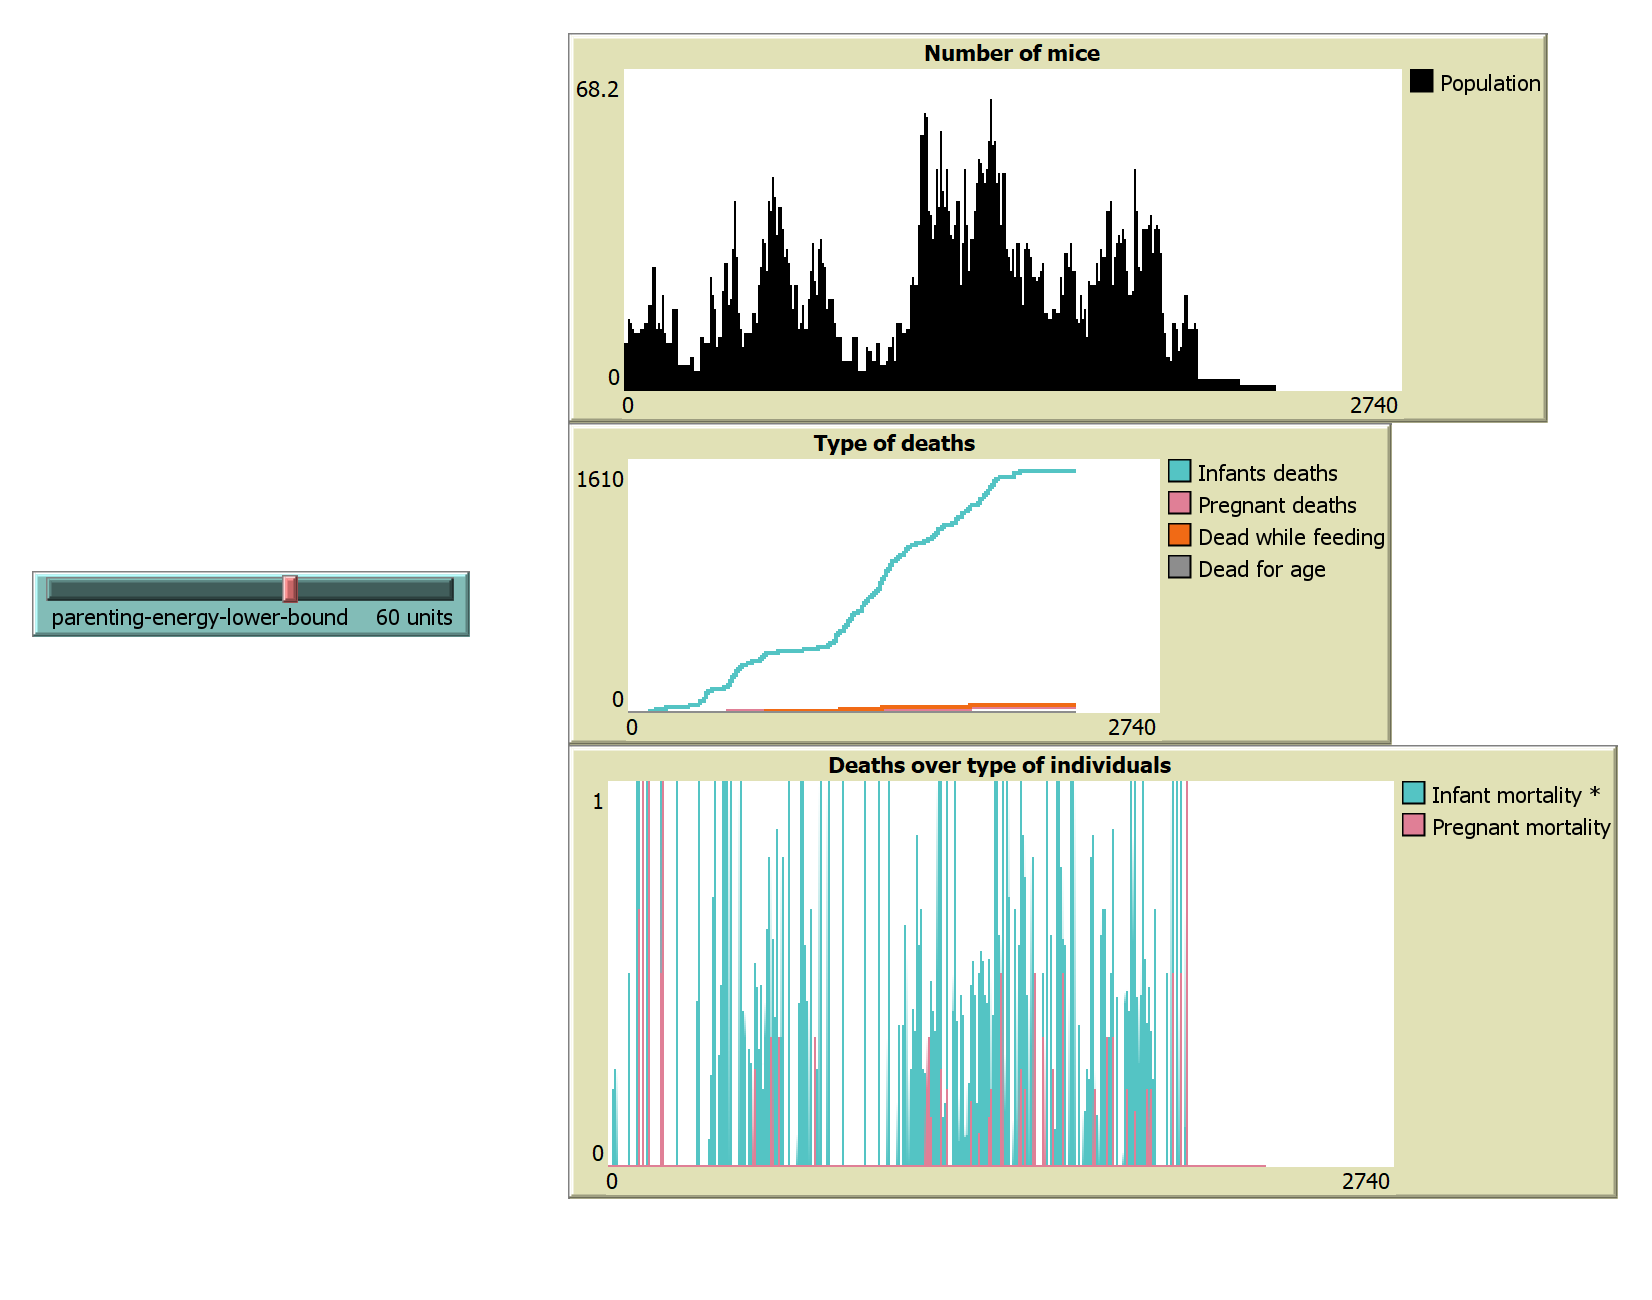 Number of mice
68.2
Population
0
0 2740
Type of deaths
1610
Infants deaths
Pregnant deaths
Dead while feeding
Dead for age
0
0 2740
parenting-energy-lower-bound 60 units
Deaths over type of individuals
1
Infant mortality *
Pregnant mortality
0
0 2740